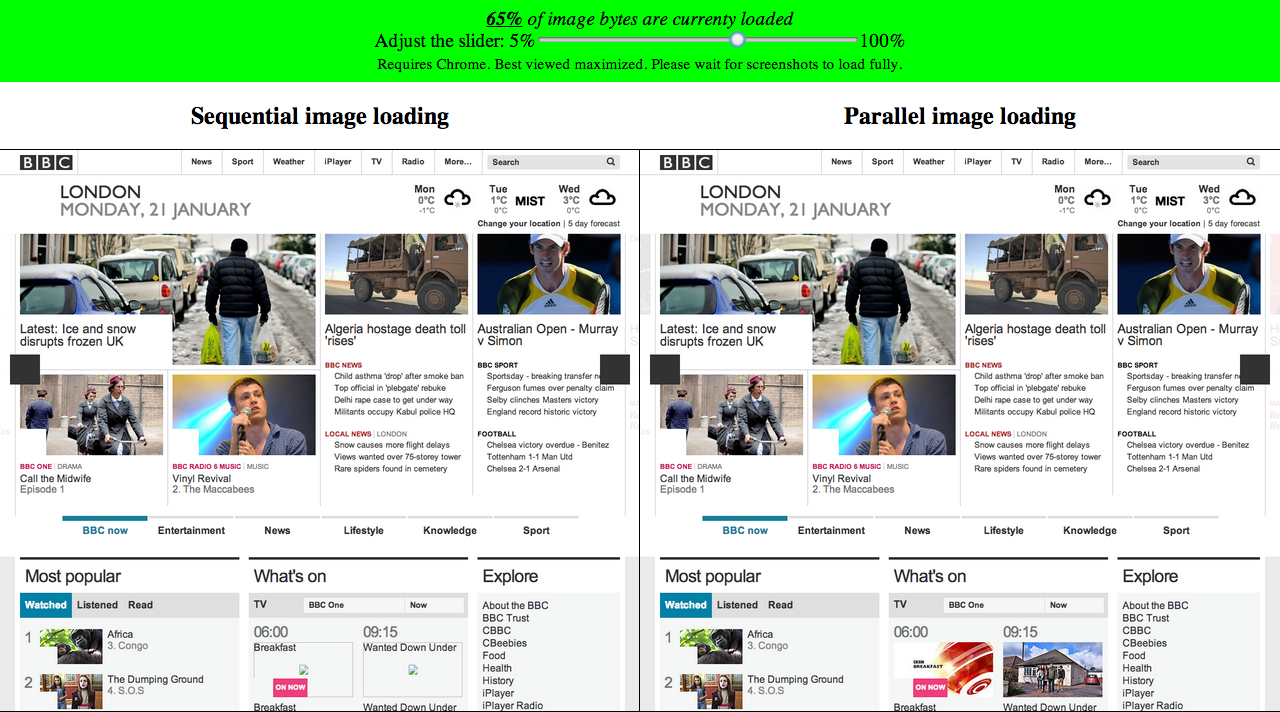 65% of image bytes are currenty loaded
Adjust the slider: 5% 100%
Requires Chrome. Best viewed maximized. Please wait for screenshots to load fully.
Sequential image loading
BBC News Sport Weather iPlayer TV Radio More... Search
LONDON
MONDAY, 21 JANUARY
Mon 0°C -1°C
Tue 1°C 0°C MIST
Wed 3°C 0°C
Change your location | 5 day forecast
Latest: Ice and snow
disrupts frozen UK
Algeria hostage death toll
'rises'
Australian Open - Murray
v Simon
BBC NEWS
Child asthma 'drop' after smoke ban
Top official in 'plebgate' rebuke
Delhi rape case to get under way
Militants occupy Kabul police HQ
LOCAL NEWS | LONDON
Snow causes more flight delays
Views wanted over 75-storey tower
Rare spiders found in cemetery
BBC SPORT
Sportsday - breaking transfer
Ferguson fumes over penalty claim
Selby clinches Masters victory
England record historic victory
FOOTBALL
Chelsea victory overdue - Benitez
Tottenham 1-1 Man Utd
Chelsea 2-1 Arsenal
BBC ONE | DRAMA
Call the Midwife
Episode 1
BBC RADIO 6 MUSIC | MUSIC
Vinyl Revival
2. The Maccabees
BBC now Entertainment News Lifestyle Knowledge Sport
Most popular
Watched Listened Read
1 Africa
3. Congo
2 The Dumping Ground
4. S.O.S
What's on
TV BBC One Now
06:00 09:15
Breakfast Wanted Down Under
ON NOW
Breakfast Wanted Down Under
Explore
About the BBC
BBC Trust
CBBC
CBeebies
Food
Health
History
iPlayer
iPlayer Radio
Parallel image loading
BBC News Sport Weather iPlayer TV Radio More... Search
LONDON
MONDAY, 21 JANUARY
Mon 0°C -1°C
Tue 1°C 0°C MIST
Wed 3°C 0°C
Change your location | 5 day forecast
Latest: Ice and snow
disrupts frozen UK
Algeria hostage death toll
'rises'
Australian Open - Murray
v Simon
BBC NEWS
Child asthma 'drop' after smoke ban
Top official in 'plebgate' rebuke
Delhi rape case to get under way
Militants occupy Kabul police HQ
LOCAL NEWS | LONDON
Snow causes more flight delays
Views wanted over 75-storey tower
Rare spiders found in cemetery
BBC SPORT
Sportsday - breaking transfer
Ferguson fumes over penalty claim
Selby clinches Masters victory
England record historic victory
FOOTBALL
Chelsea victory overdue - Benitez
Tottenham 1-1 Man Utd
Chelsea 2-1 Arsenal
BBC ONE | DRAMA
Call the Midwife
Episode 1
BBC RADIO 6 MUSIC | MUSIC
Vinyl Revival
2. The Maccabees
BBC now Entertainment News Lifestyle Knowledge Sport
Most popular
Watched Listened Read
1 Africa
3. Congo
2 The Dumping Ground
4. S.O.S
What's on
TV BBC One Now
06:00 09:15
BREAKFAST
ON NOW
Breakfast Wanted Down Under
Explore
About the BBC
BBC Trust
CBBC
CBeebies
Food
Health
History
iPlayer
iPlayer Radio